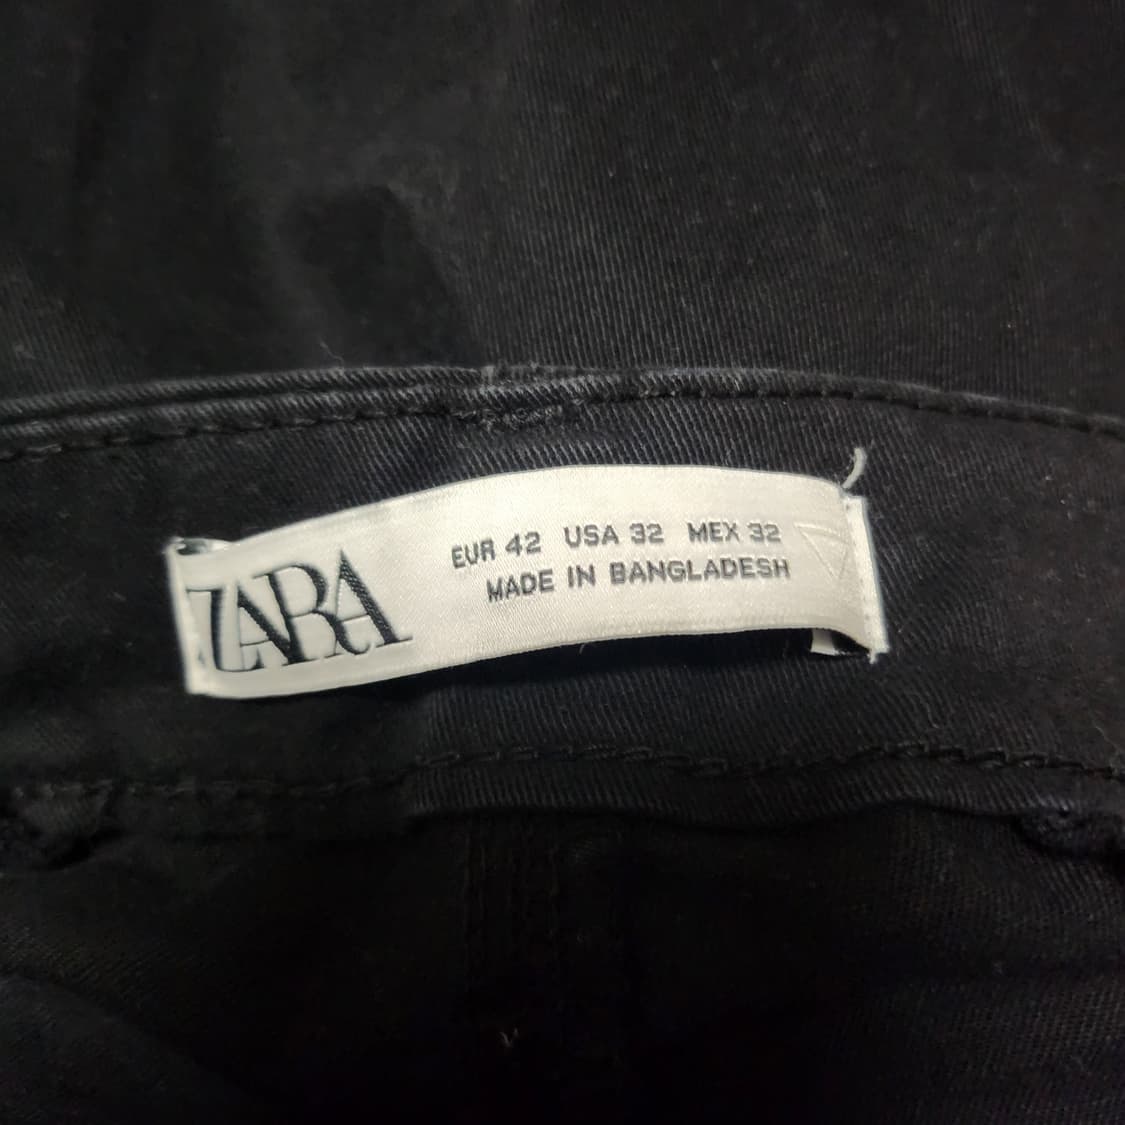 ZARA
EUR 42 USA 32 MEX 32
MADE IN BANGLADESH